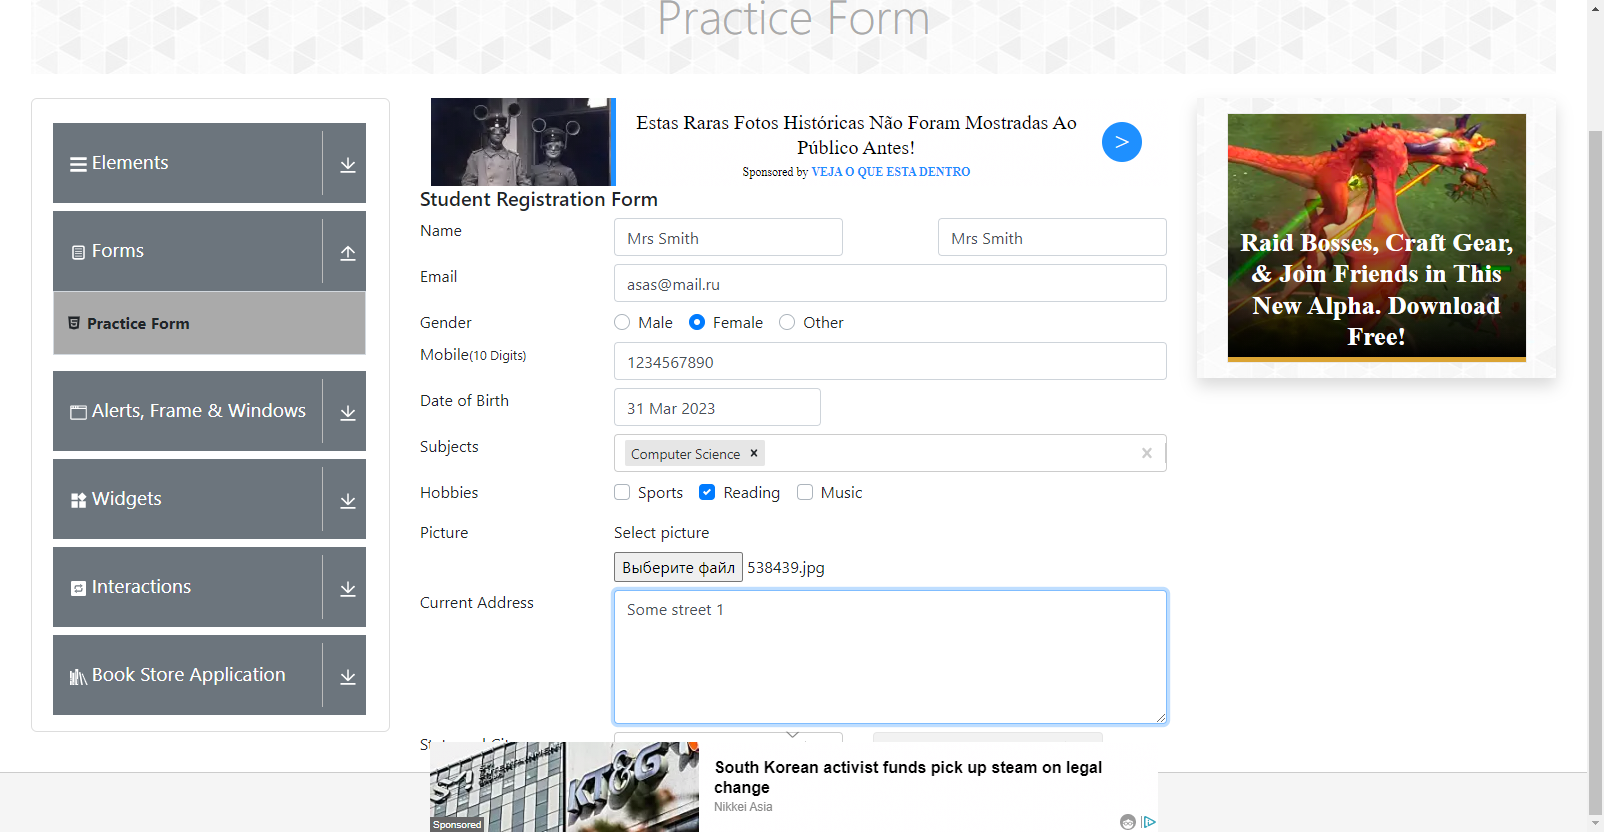 Practice Form
Elements
Forms
Practice Form
Alerts, Frame & Windows
Widgets
Interactions
Book Store Application
Estas Raras Fotos Históricas Não Foram Mostradas Ao
Público Antes!
Sponsored by VEJA O QUE ESTA DENTRO
>
Student Registration Form
Name
Mrs Smith
Mrs Smith
Email
asas@mail.ru
Gender
Male
Female
Other
Mobile(10 Digits)
1234567890
Date of Birth
31 Mar 2023
Subjects
Computer Science
Hobbies
Sports
Reading
Music
Picture
Select picture
Выберите файл 538439.jpg
Current Address
Some street 1
KT&G
Sponsored
South Korean activist funds pick up steam on legal
change
Nikkei Asia
Raid Bosses, Craft Gear,
& Join Friends in This
New Alpha. Download
Free!